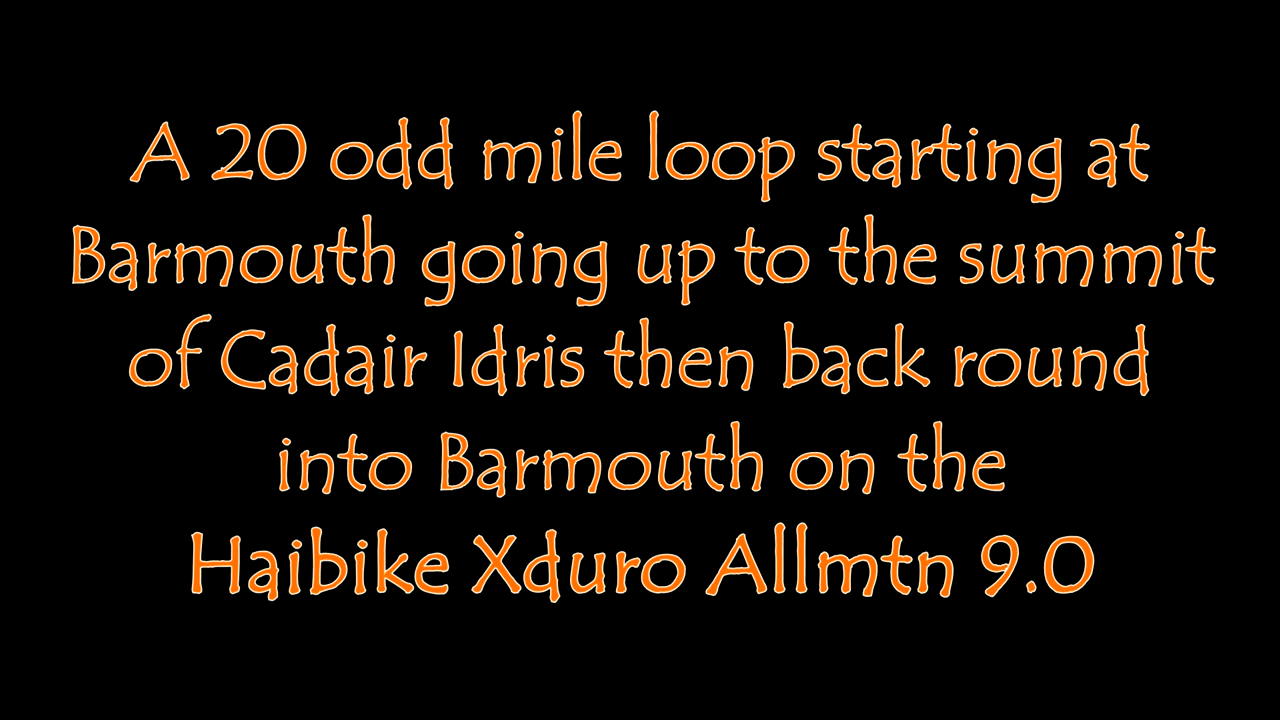 A 20 odd mile loop starting at
Barmouth going up to the summit
of Cadair Idris then back round
into Barmouth on the
Haibike Xduro Allmtn 9.0